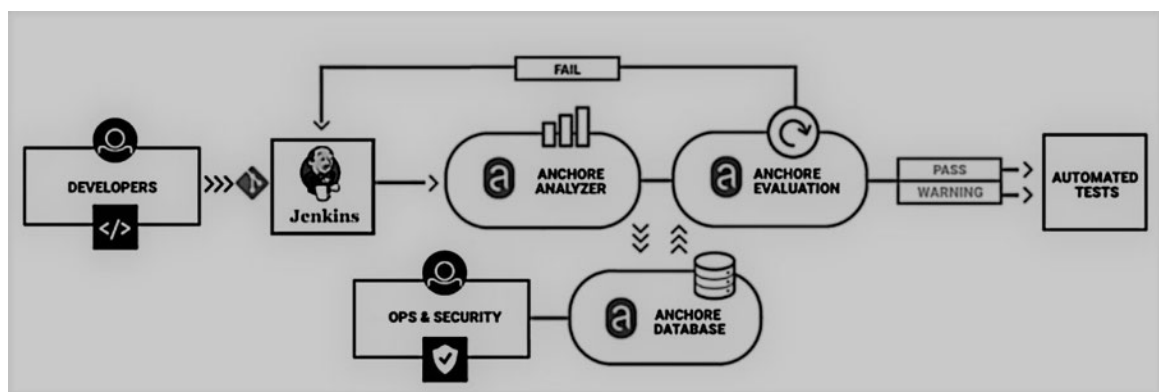 FAIL
DEVELOPERS
</>
Jenkins
a
ANCHORE
ANALYZER
a
ANCHORE
EVALUATION
PASS
WARNING
AUTOMATED
TESTS
OPS & SECURITY
a
ANCHORE
DATABASE